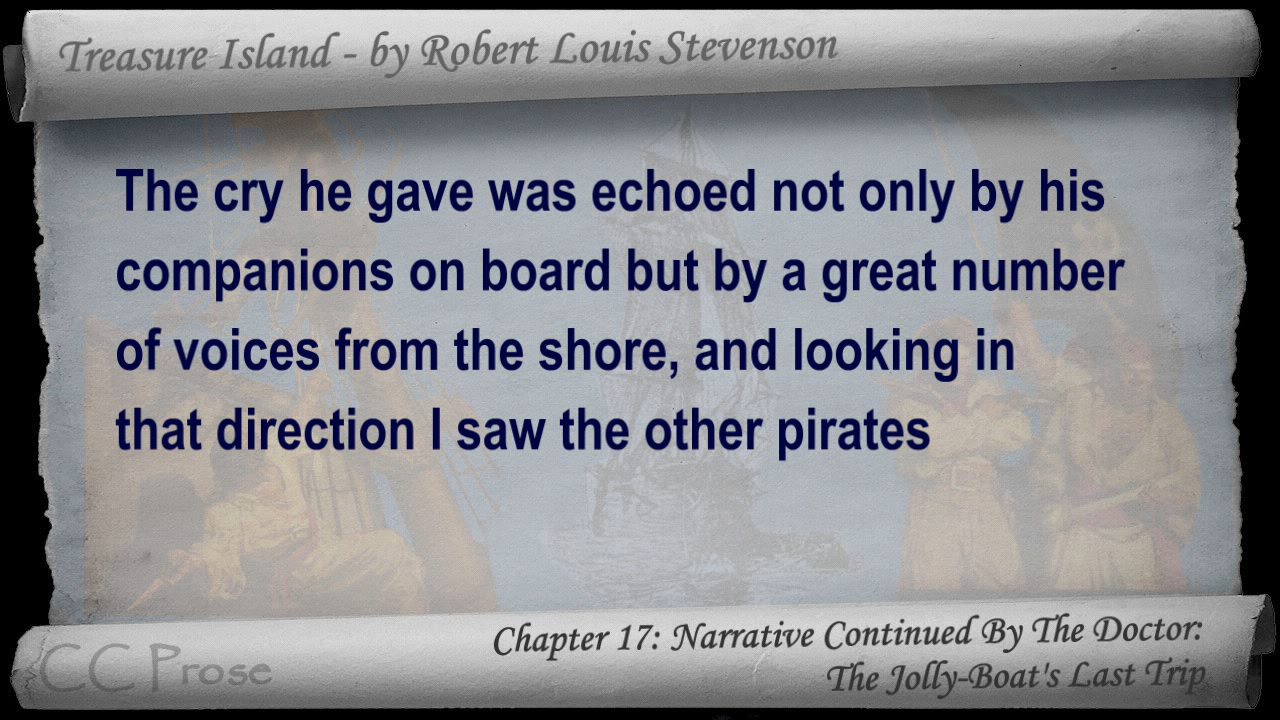 Treasure Island - by Robert Louis Stevenson
The cry he gave was echoed not only by his
companions on board but by a great number
of voices from the shore, and looking in
that direction I saw the other pirates
Chapter 17: Narrative Continued By The Doctor:
The Jolly-Boat's Last Trip
CC Prose